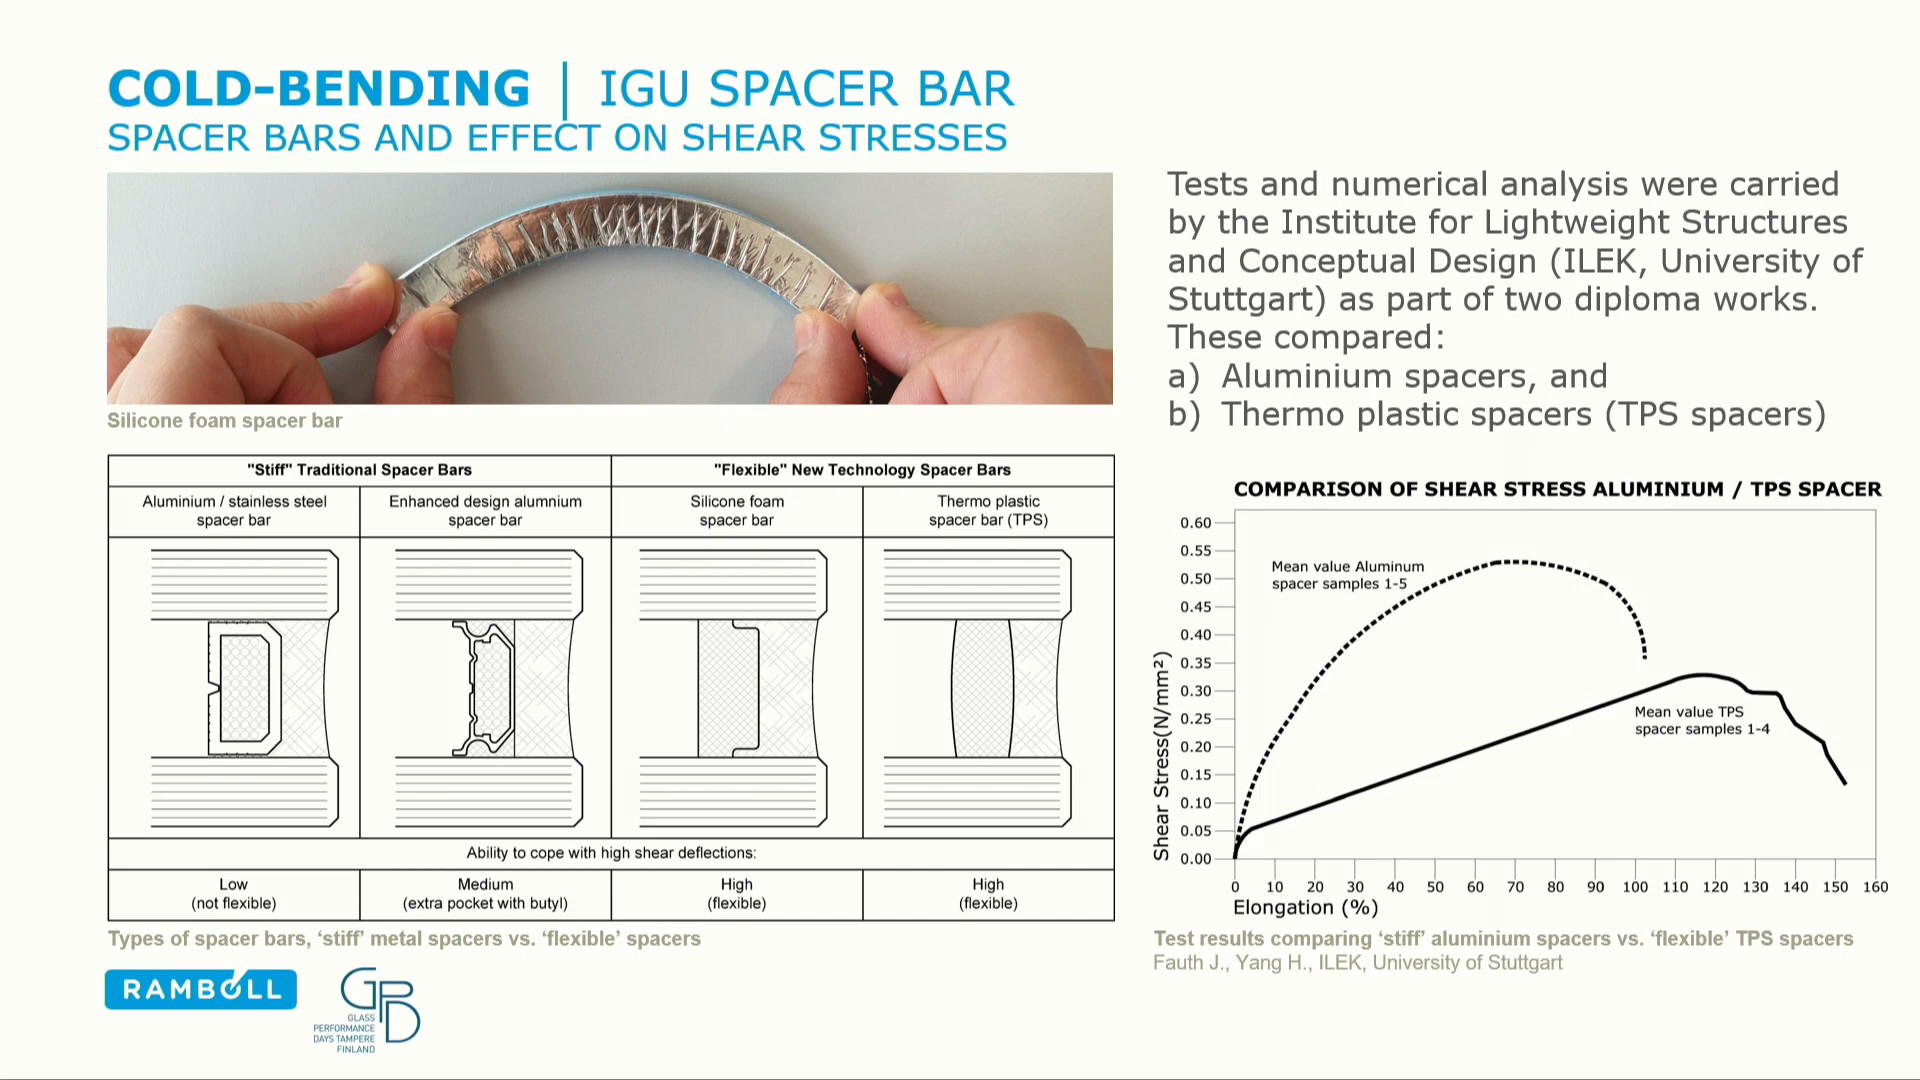 COLD-BENDING | IGU SPACER BAR
SPACER BARS AND EFFECT ON SHEAR STRESSES
Silicone foam spacer bar
"Stiff" Traditional Spacer Bars
"Flexible" New Technology Spacer Bars
Aluminium / stainless steel
spacer bar
Enhanced design alumnium
spacer bar
Silicone foam
spacer bar
Thermo plastic
spacer bar (TPS)
Ability to cope with high shear deflections:
Low
(not flexible)
Medium
(extra pocket with butyl)
High
(flexible)
High
(flexible)
Types of spacer bars, ‘stiff’ metal spacers vs. ‘flexible’ spacers
Tests and numerical analysis were carried
by the Institute for Lightweight Structures
and Conceptual Design (ILEK, University of
Stuttgart) as part of two diploma works.
These compared:
a) Aluminium spacers, and
b) Thermo plastic spacers (TPS spacers)
COMPARISON OF SHEAR STRESS ALUMINIUM / TPS SPACER
Shear Stress(N/mm²)
0.60
0.55
0.50
0.45
0.40
0.35
0.30
0.25
0.20
0.15
0.10
0.05
0.00
Mean value Aluminum
spacer samples 1-5
Mean value TPS
spacer samples 1-4
0 10 20 30 40 50 60 70 80 90 100 110 120 130 140 150 160
Elongation (%)
Test results comparing ‘stiff’ aluminium spacers vs. ‘flexible’ TPS spacers
Fauth J., Yang H., ILEK, University of Stuttgart
RAMBOLL
GPD
GLASS
PERFORMANCE
DAYS TAMPERE
FINLAND